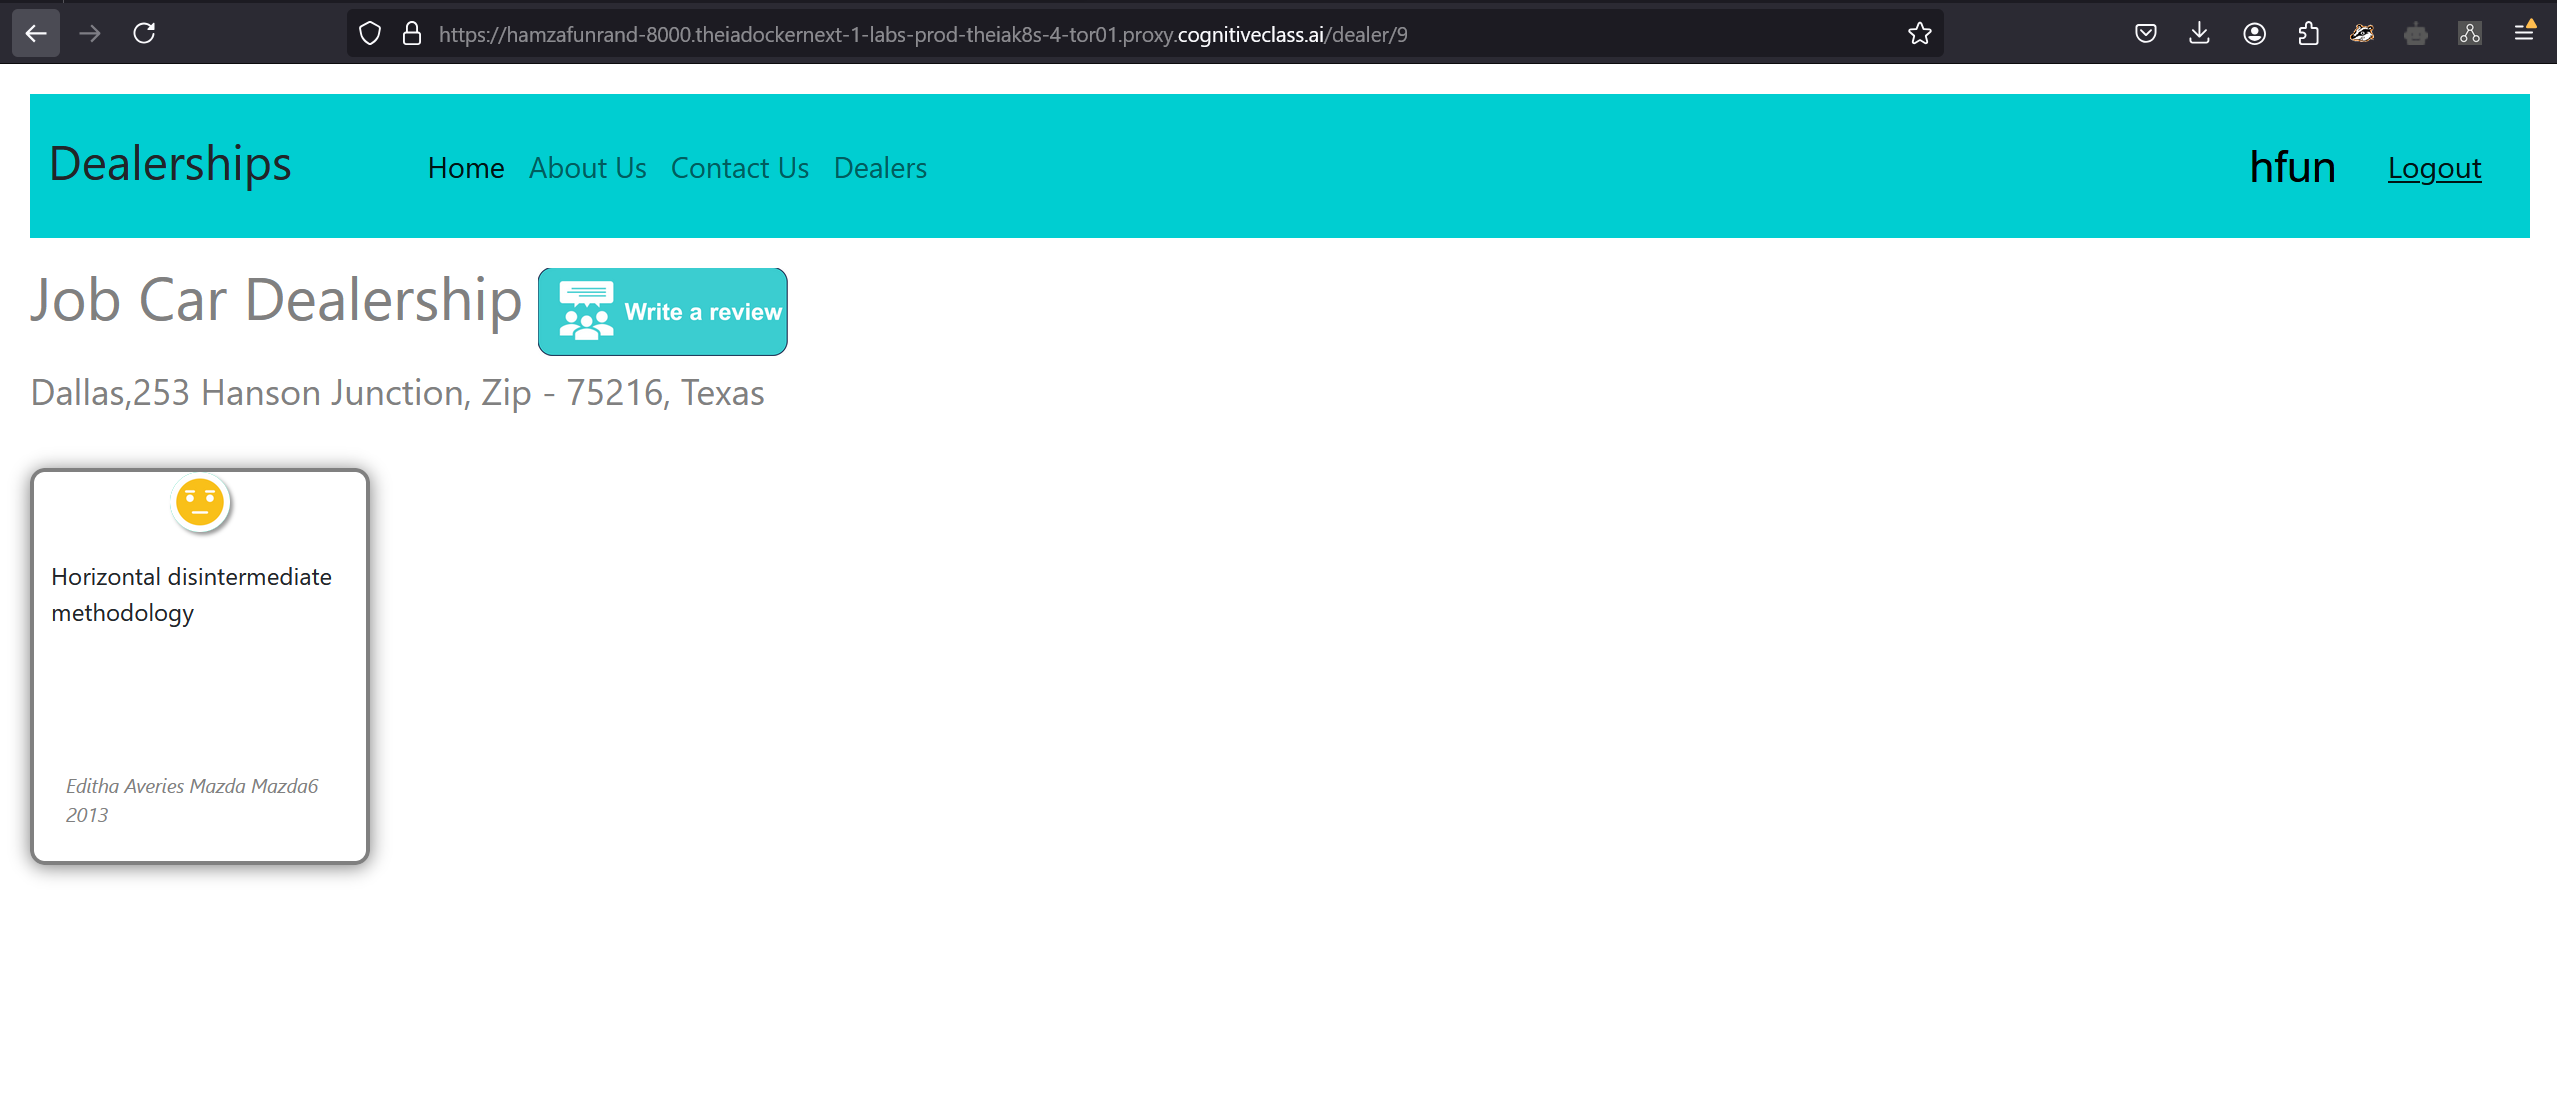 https://hamzafunrand-8000.theiadockernext-1-labs-prod-theiak8s-4-tor01.proxy.cognitiveclass.ai/dealer/9
Dealerships Home About Us Contact Us Dealers hfun Logout
Job Car Dealership Write a review
Dallas,253 Hanson Junction, Zip - 75216, Texas
Horizontal disintermediate
methodology
Editha Averies Mazda Mazda6
2013